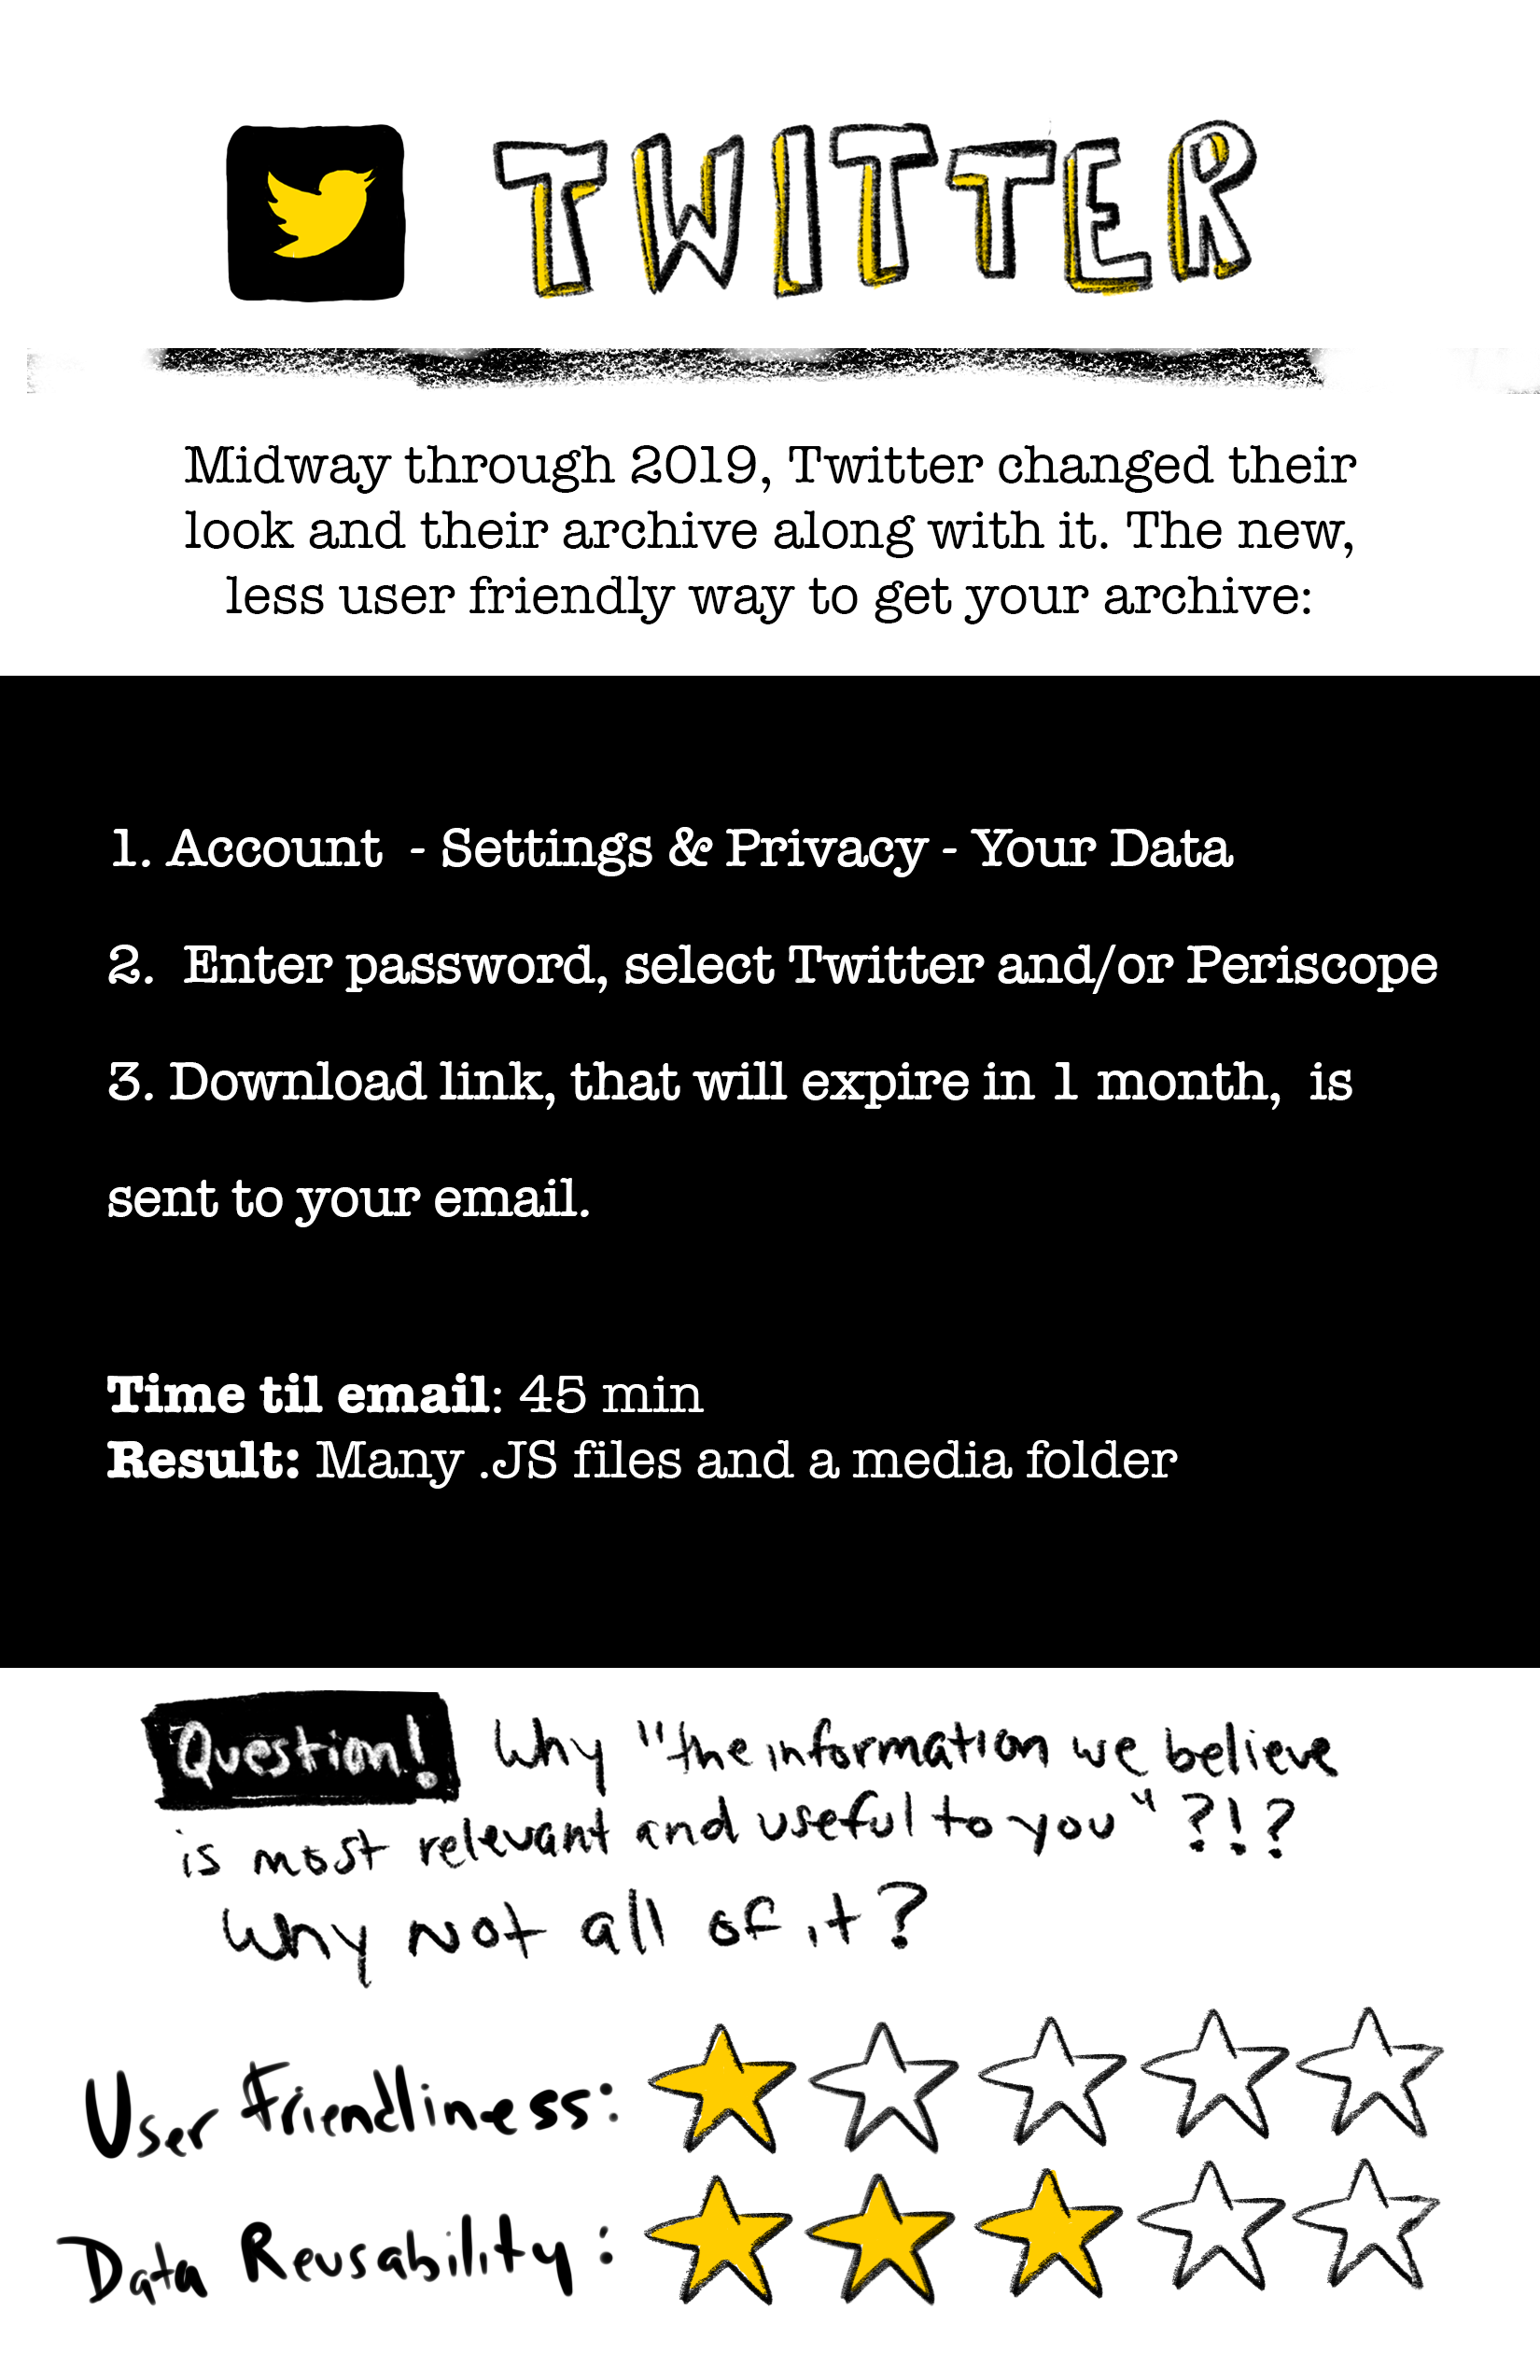 TWITTER
Midway through 2019, Twitter changed their
look and their archive along with it. The new,
less user friendly way to get your archive:
1. Account - Settings & Privacy - Your Data
2. Enter password, select Twitter and/or Periscope
3. Download link, that will expire in 1 month, is
sent to your email.
Time til email: 45 min
Result: Many .JS files and a media folder
Question! Why "the information we believe
is most relevant and useful to you"?!?
Why not all of it?
User Friendliness:
Data Reusability: